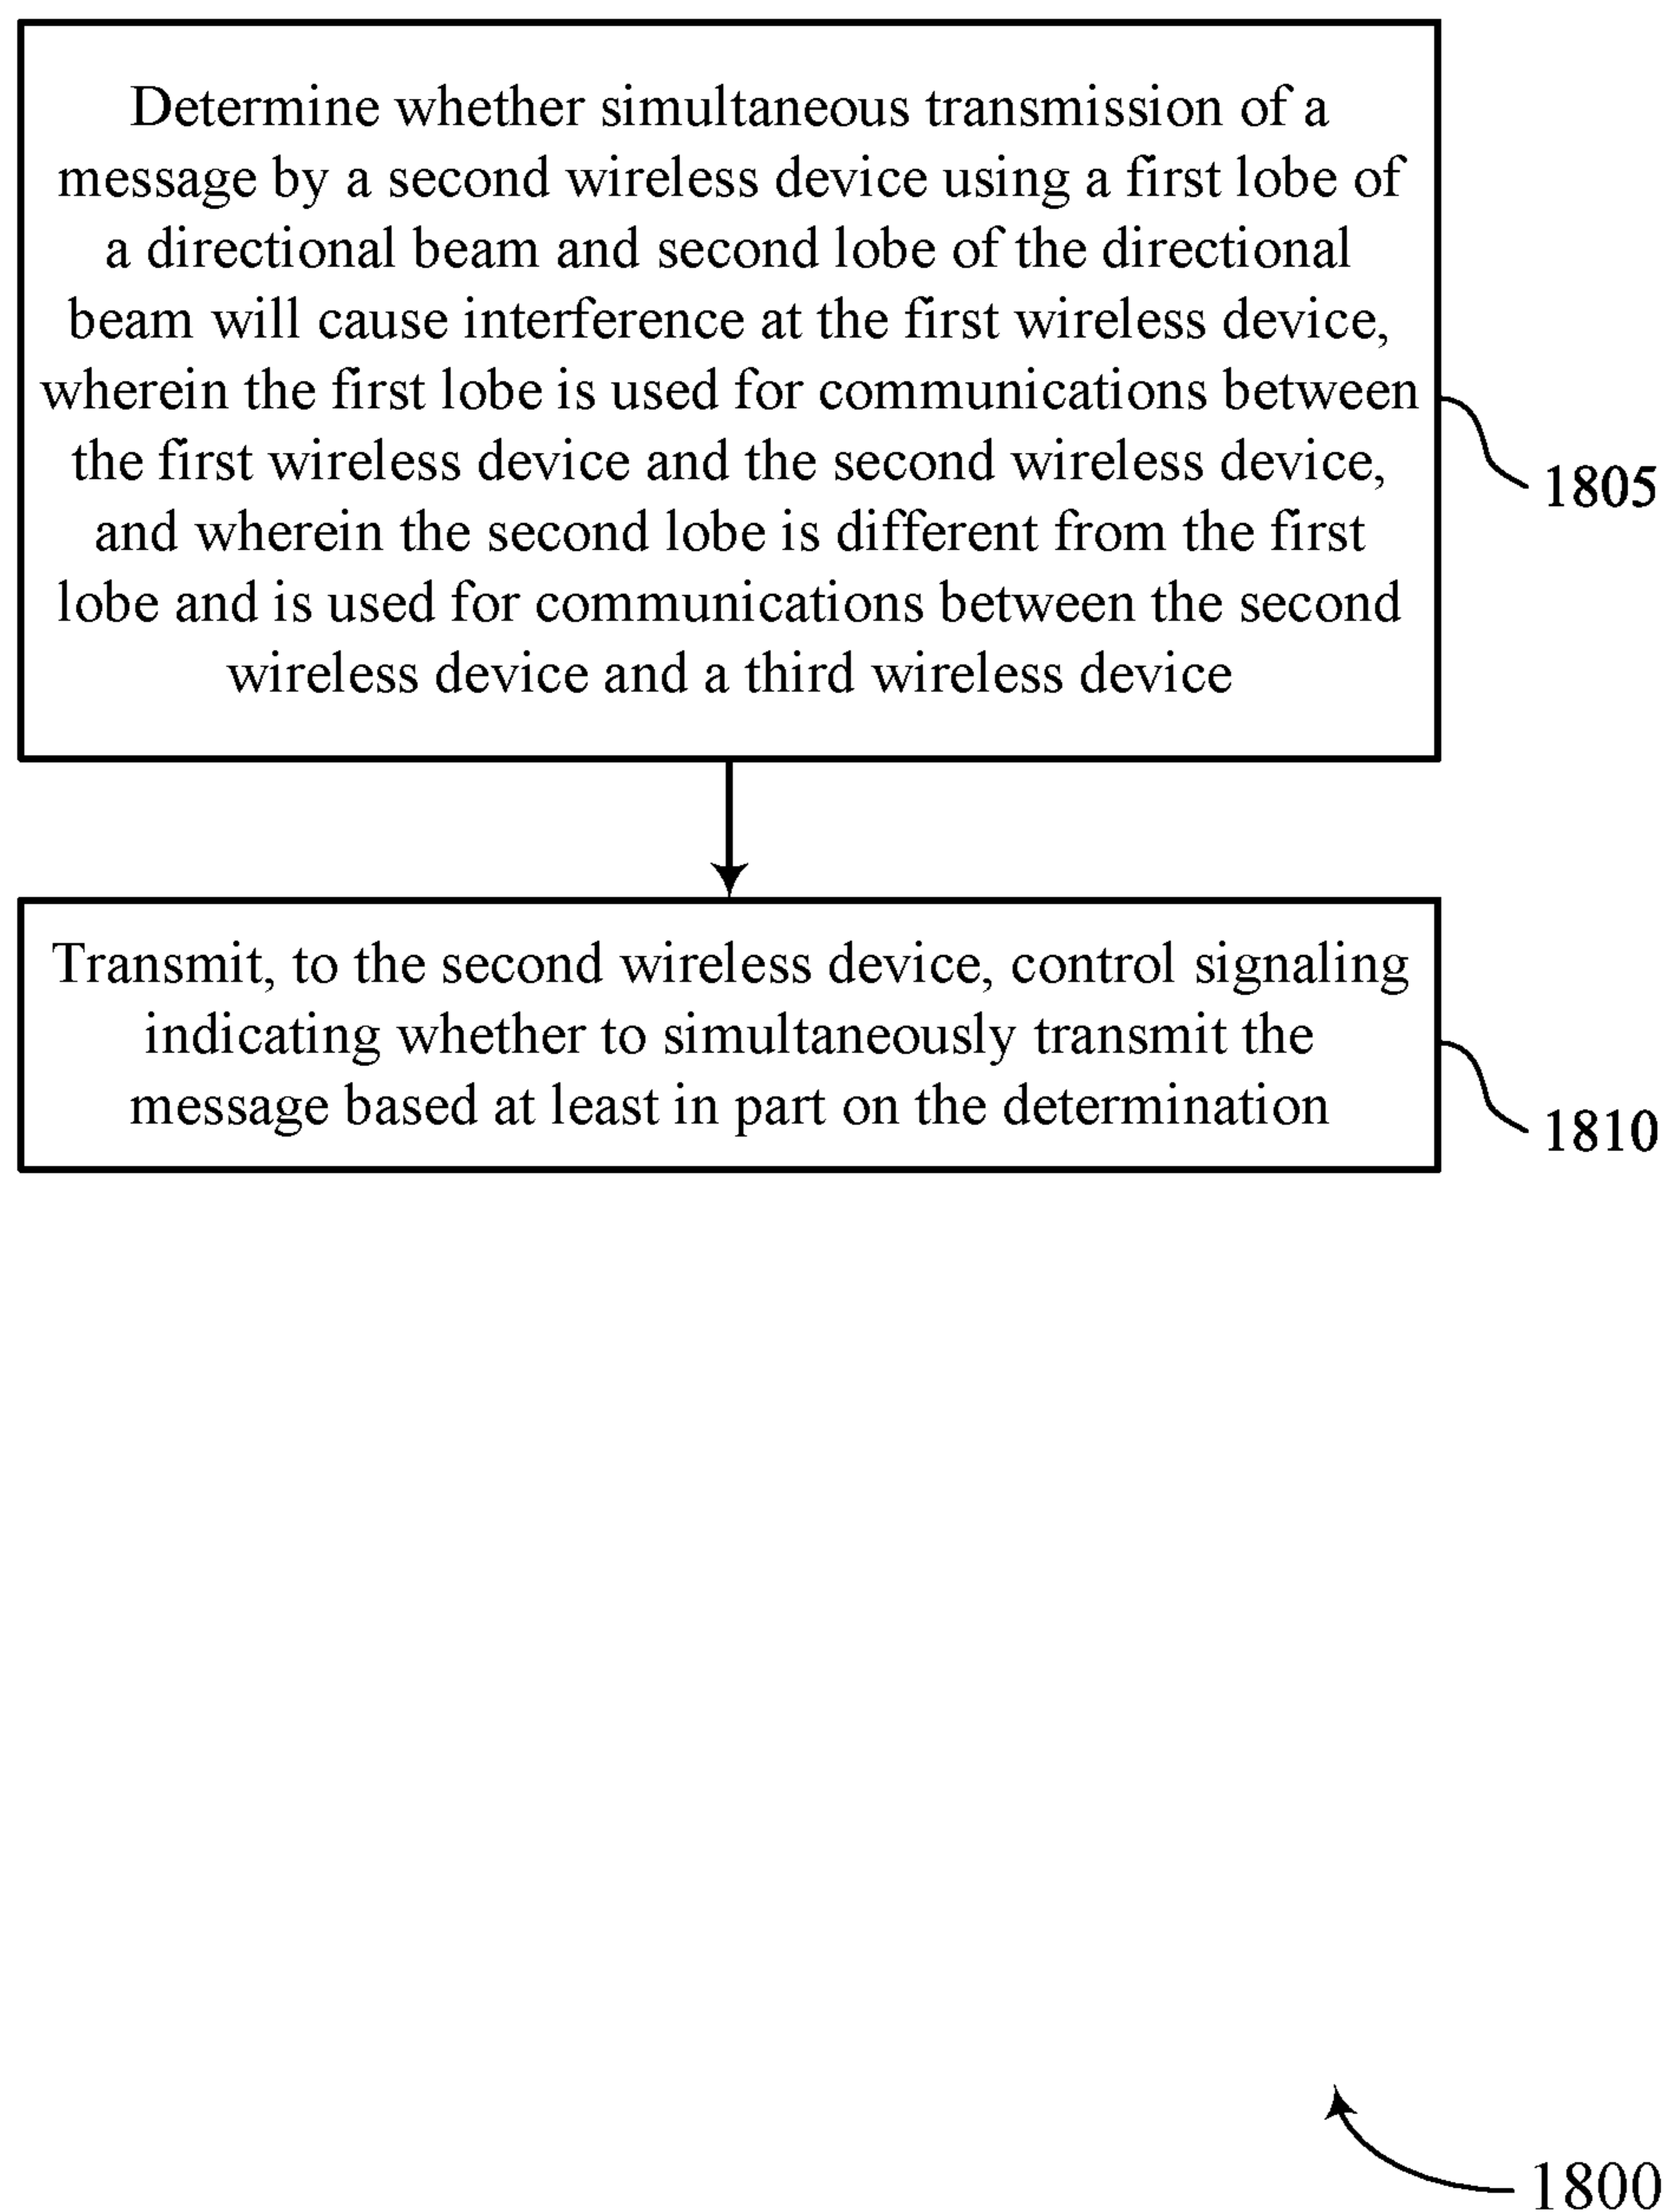 Determine whether simultaneous transmission of a
message by a second wireless device using a first lobe of
a directional beam and second lobe of the directional
beam will cause interference at the first wireless device,
wherein the first lobe is used for communications between
the first wireless device and the second wireless device,
and wherein the second lobe is different from the first
lobe and is used for communications between the second
wireless device and a third wireless device
1805
Transmit, to the second wireless device, control signaling
indicating whether to simultaneously transmit the
message based at least in part on the determination
1810
1800